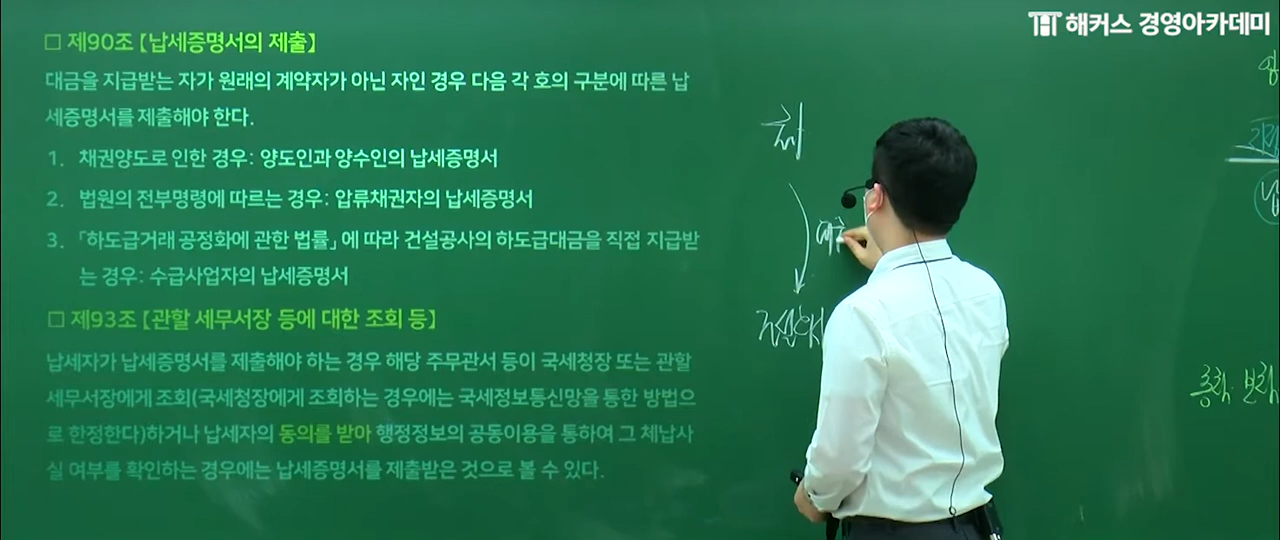 해커스 경영아카데미
□ 제90조 【납세증명서의 제출】
대금을 지급받는 자가 원래의 계약자가 아닌 자인 경우 다음 각 호의 구분에 따른 납
세증명서를 제출해야 한다.
1. 채권양도로 인한 경우: 양도인과 양수인의 납세증명서
2. 법원의 전부명령에 따르는 경우: 압류채권자의 납세증명서
3. 「하도급거래 공정화에 관한 법률」에 따라 건설공사의 하도급대금을 직접 지급받
는 경우: 수급사업자의 납세증명서
□ 제93조 【관할 세무서장 등에 대한 조회 등】
납세자가 납세증명서를 제출해야 하는 경우 해당 주무관서 등이 국세청장 또는 관할
세무서장에게 조회(국세청장에게 조회하는 경우에는 국세정보통신망을 통한 방법으
로 한정한다)하거나 납세자의 동의를 받아 행정정보의 공동이용을 통하여 그 체납사
실 여부를 확인하는 경우에는 납세증명서를 제출받은 것으로 볼 수 있다.